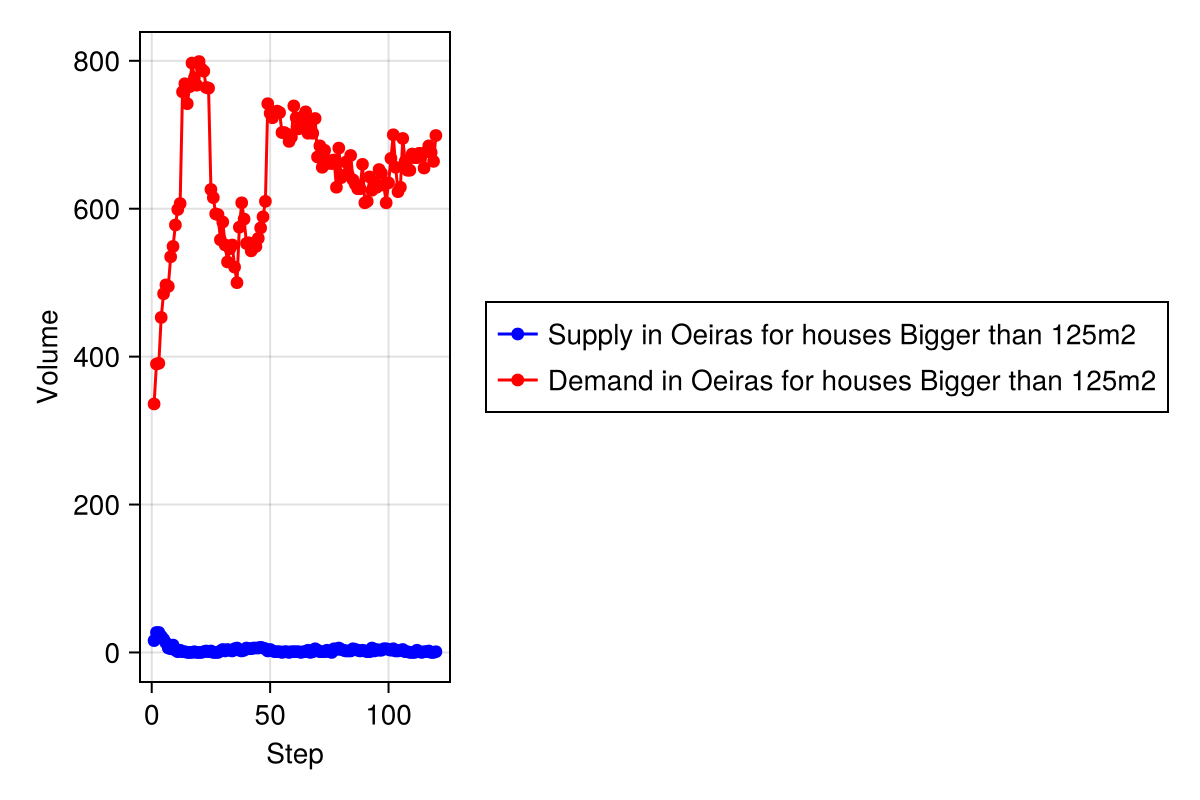 800
600
400
200
0
Volume
0 50 100
Step
Supply in Oeiras for houses Bigger than 125m2
Demand in Oeiras for houses Bigger than 125m2